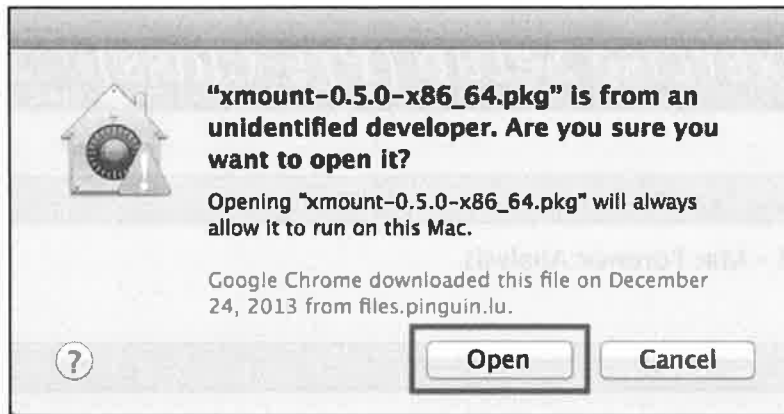 “xmount-0.5.0-x86_64.pkg” is from an
unidentified developer. Are you sure you
want to open it?
Opening “xmount-0.5.0-x86_64.pkg” will always
allow it to run on this Mac.
Google Chrome downloaded this file on December
24, 2013 from files.pinguin.lu.
?
Open
Cancel